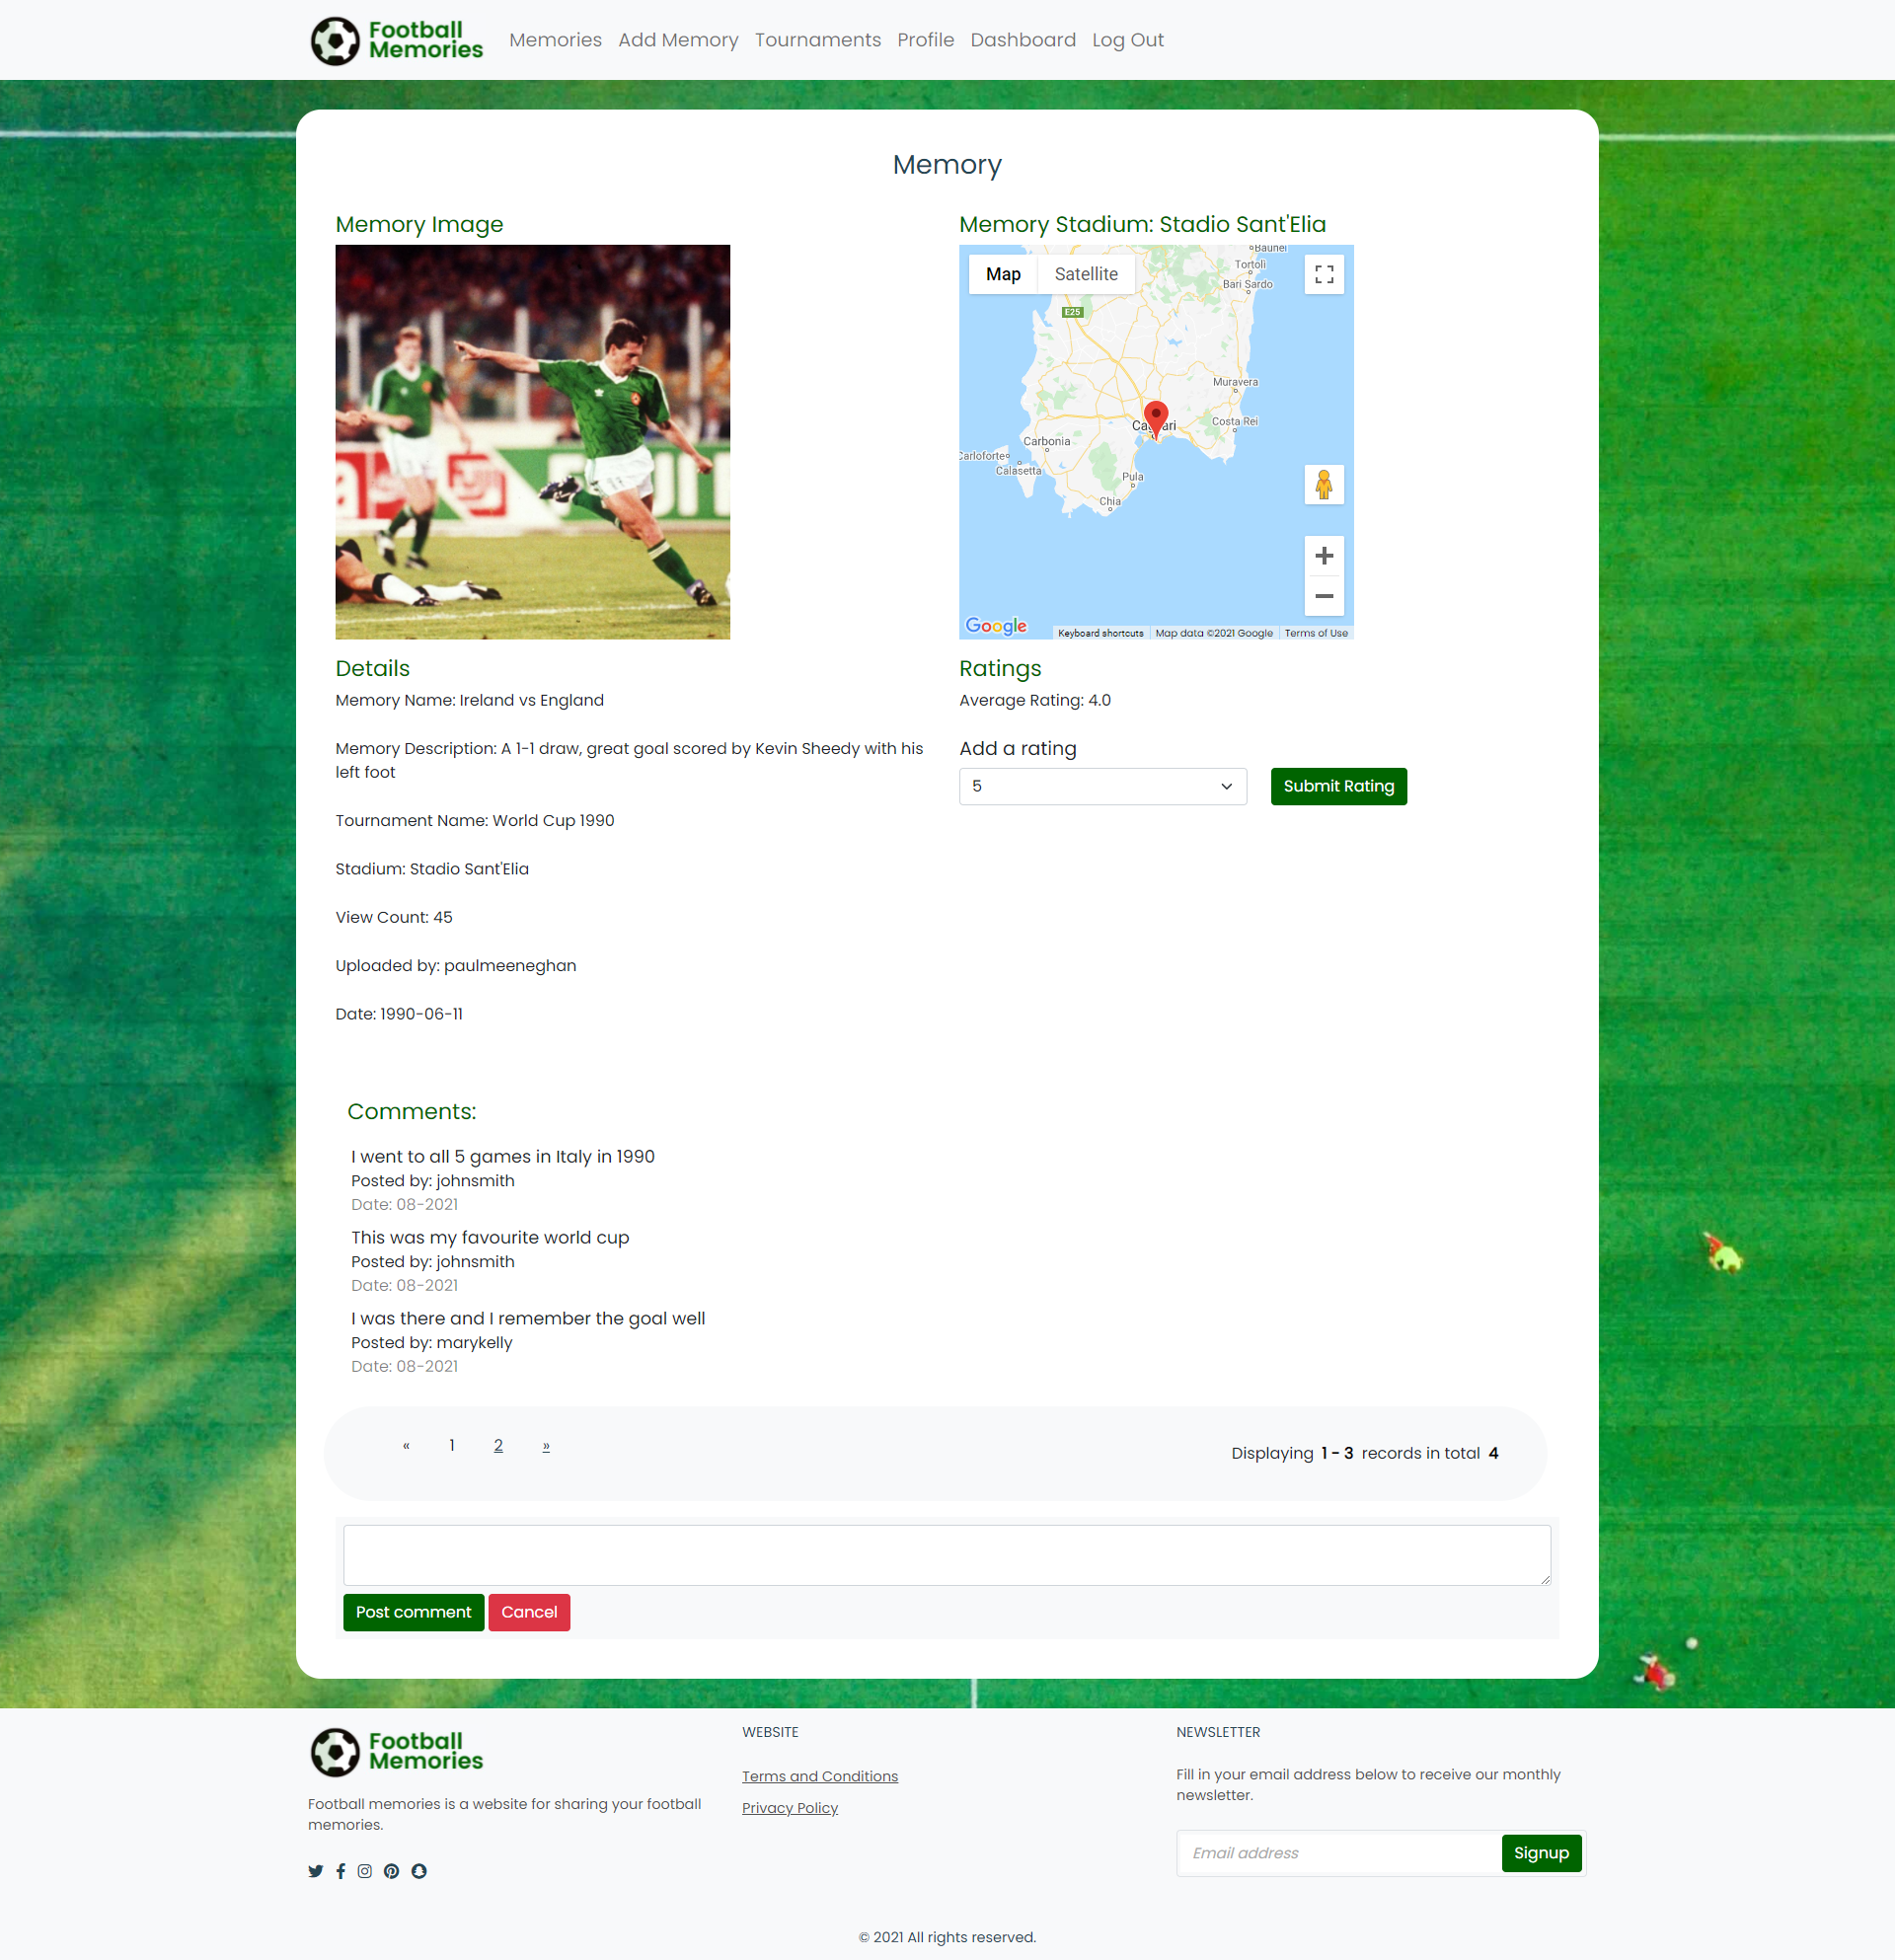 Football
Memories
Memories Add Memory Tournaments Profile Dashboard Log Out
Memory
Memory Image
Memory Stadium: Stadio Sant'Elia
Map Satellite
Baunei
Tortolì
Bari Sardo
E25
Muravera
Costa Rei
Carbonia
Carloforte
Calasetta
Pula
Chia
Google
Keyboard shortcuts Map data ©2021 Google Terms of Use
Details
Memory Name: Ireland vs England
Memory Description: A 1-1 draw, great goal scored by Kevin Sheedy with his
left foot
Tournament Name: World Cup 1990
Stadium: Stadio Sant'Elia
View Count: 45
Uploaded by: paulmeeneghan
Date: 1990-06-11
Ratings
Average Rating: 4.0
Add a rating
5
Submit Rating
Comments:
I went to all 5 games in Italy in 1990
Posted by: johnsmith
Date: 08-2021
This was my favourite world cup
Posted by: johnsmith
Date: 08-2021
I was there and I remember the goal well
Posted by: marykelly
Date: 08-2021
« 1 2 »
Displaying 1 - 3 records in total 4
Post comment Cancel
Football
Memories
Football memories is a website for sharing your football
memories.
WEBSITE
Terms and Conditions
Privacy Policy
NEWSLETTER
Fill in your email address below to receive our monthly
newsletter.
Email address
Signup
© 2021 All rights reserved.